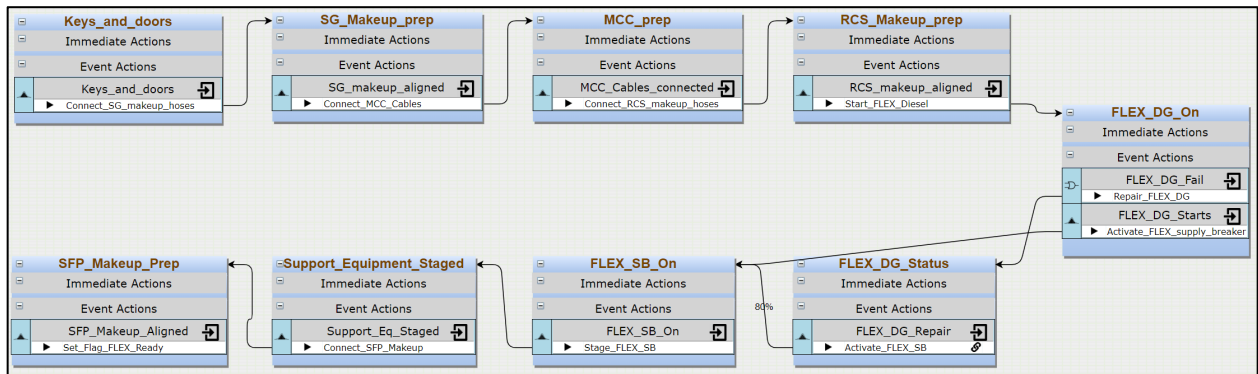 Keys_and_doors
Immediate Actions
Event Actions
Keys_and_doors
Connect_SG_makeup_hoses
SG_Makeup_prep
Immediate Actions
Event Actions
SG_makeup_aligned
Connect_MCC_Cables
MCC_prep
Immediate Actions
Event Actions
MCC_Cables_connected
Connect_RCS_makeup_hoses
RCS_Makeup_prep
Immediate Actions
Event Actions
RCS_makeup_aligned
Start_FLEX_Diesel
FLEX_DG_On
Immediate Actions
Event Actions
FLEX_DG_Fail
Repair_FLEX_DG
FLEX_DG_Starts
Activate_FLEX_supply_breaker
SFP_Makeup_Prep
Immediate Actions
Event Actions
SFP_Makeup_Aligned
Set_Flag_FLEX_Ready
Support_Equipment_Staged
Immediate Actions
Event Actions
Support_Eq_Staged
Connect_SFP_Makeup
FLEX_SB_On
Immediate Actions
Event Actions
FLEX_SB_On
Stage_FLEX_SB
80%
FLEX_DG_Status
Immediate Actions
Event Actions
FLEX_DG_Repair
Activate_FLEX_SB